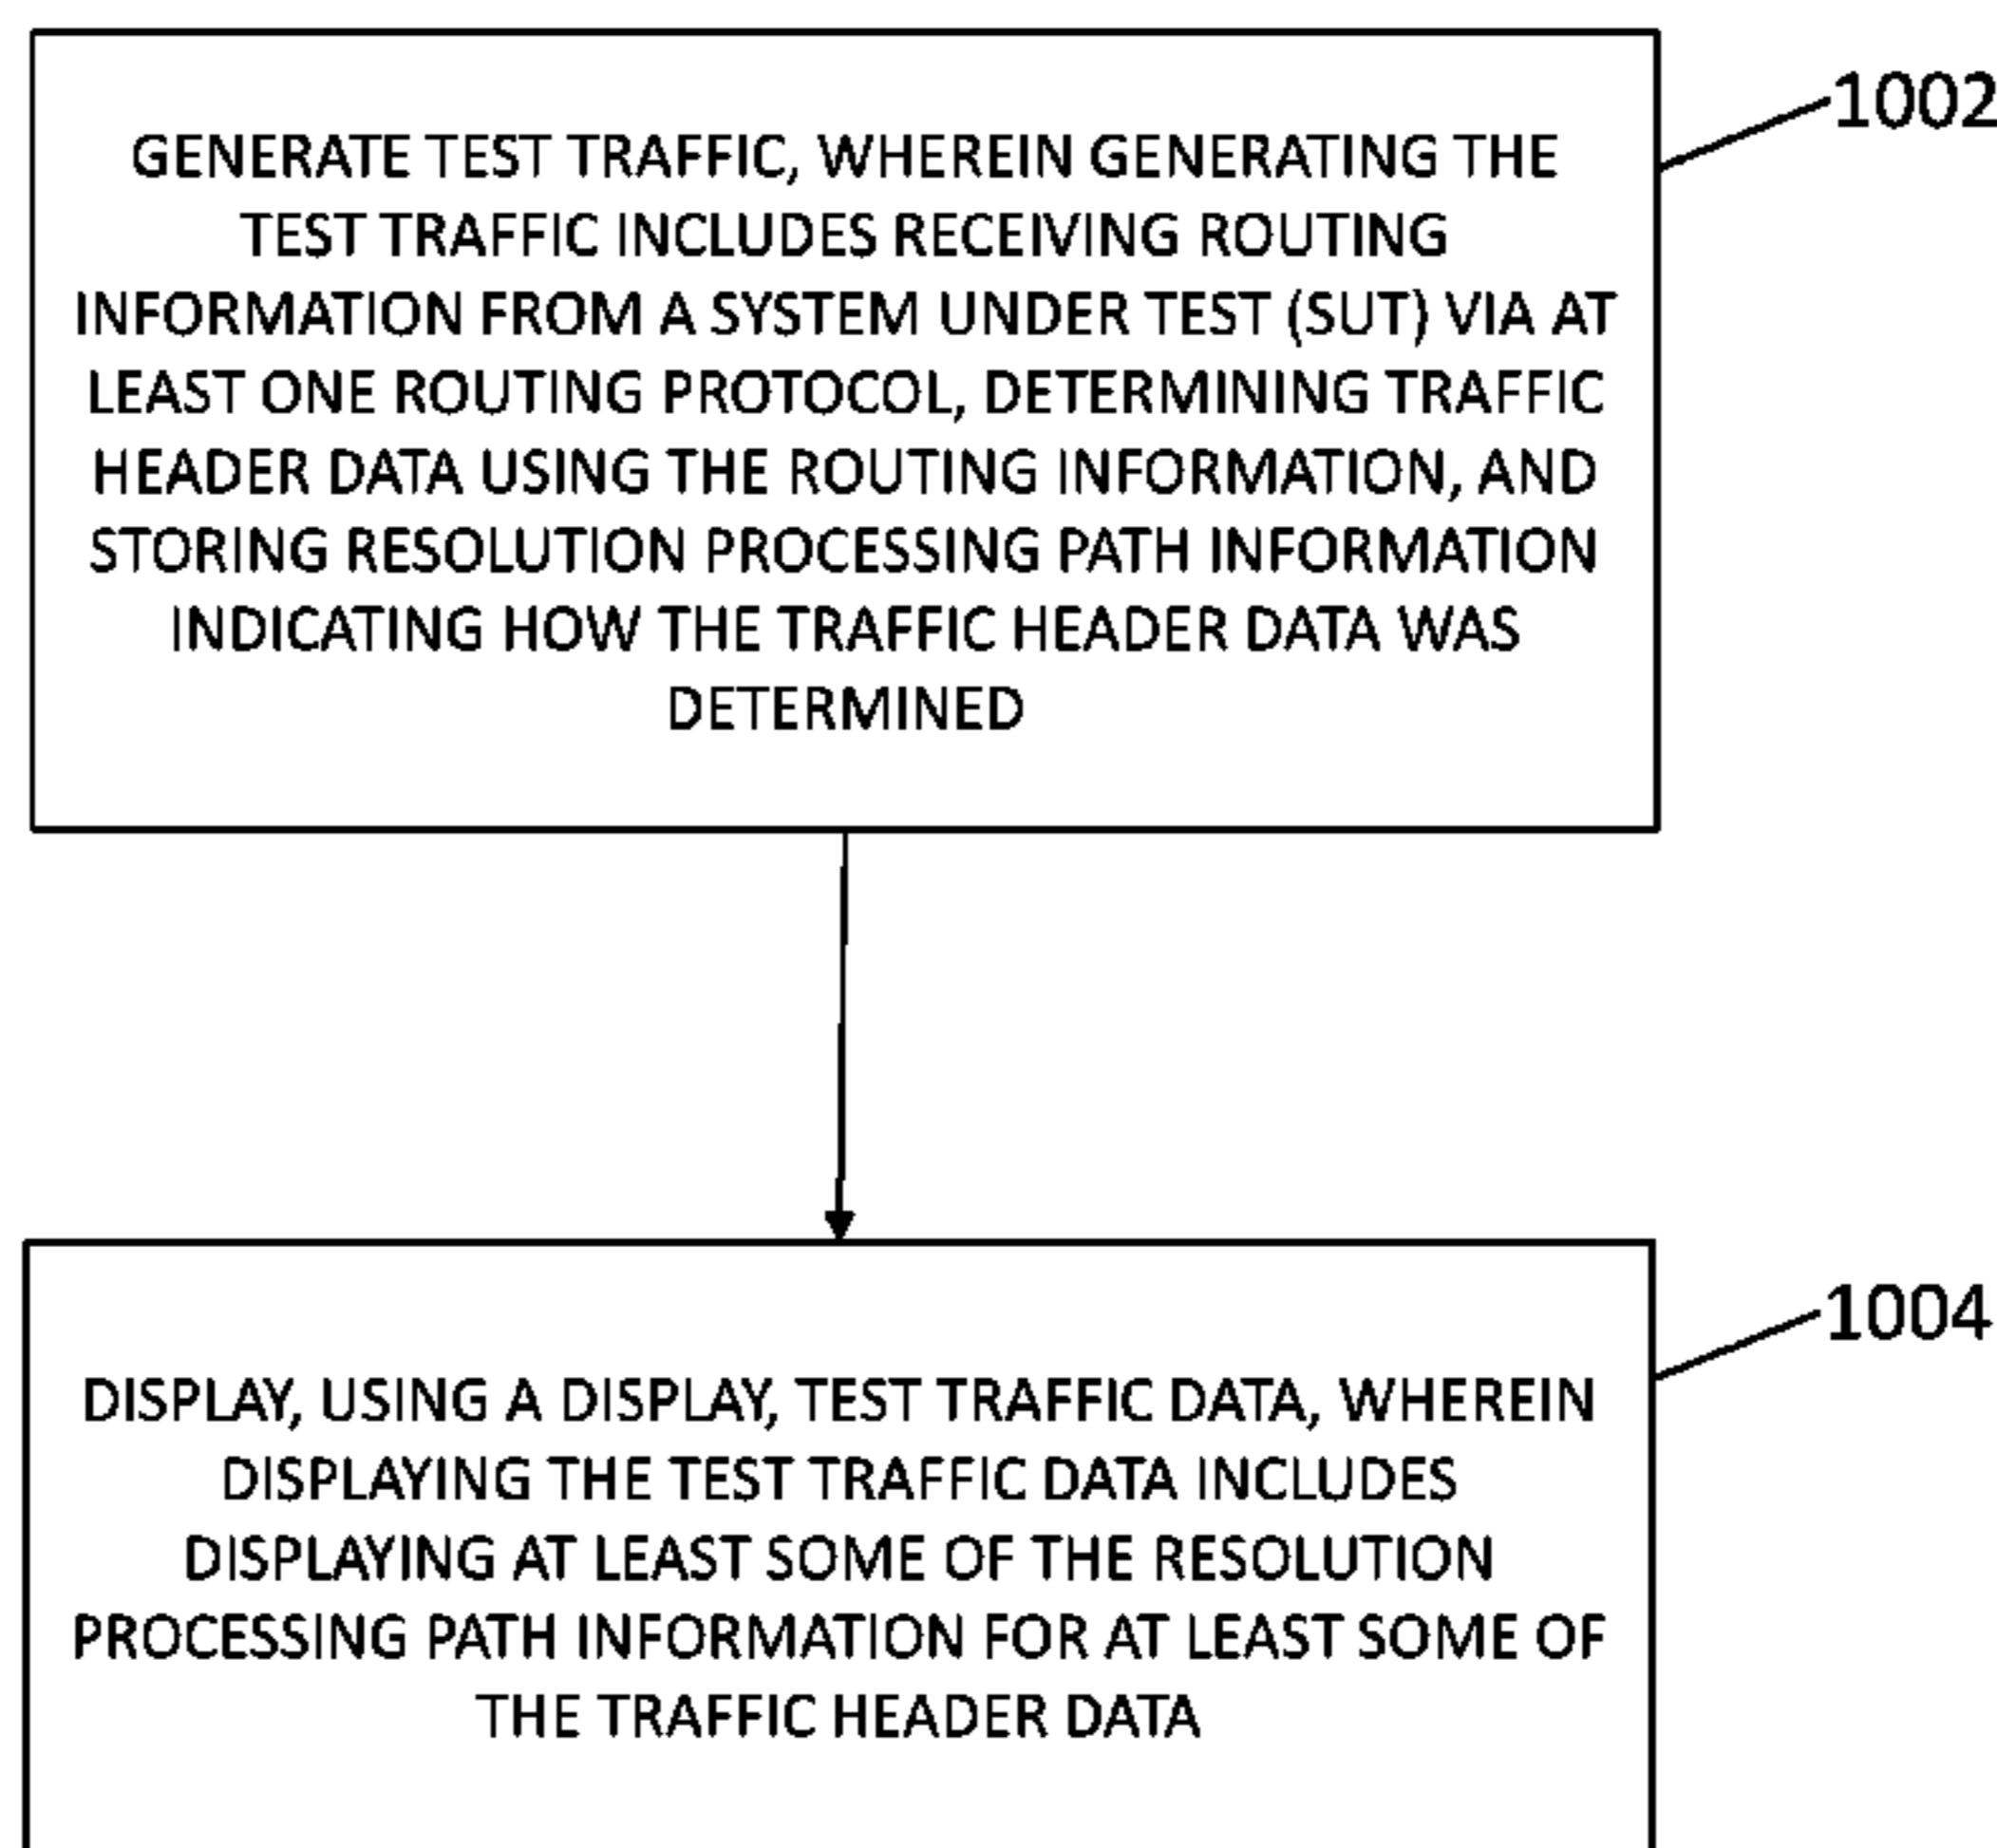 1002
GENERATE TEST TRAFFIC, WHEREIN GENERATING THE
TEST TRAFFIC INCLUDES RECEIVING ROUTING
INFORMATION FROM A SYSTEM UNDER TEST (SUT) VIA AT
LEAST ONE ROUTING PROTOCOL, DETERMINING TRAFFIC
HEADER DATA USING THE ROUTING INFORMATION, AND
STORING RESOLUTION PROCESSING PATH INFORMATION
INDICATING HOW THE TRAFFIC HEADER DATA WAS
DETERMINED
1004
DISPLAY, USING A DISPLAY, TEST TRAFFIC DATA, WHEREIN
DISPLAYING THE TEST TRAFFIC DATA INCLUDES
DISPLAYING AT LEAST SOME OF THE RESOLUTION
PROCESSING PATH INFORMATION FOR AT LEAST SOME OF
THE TRAFFIC HEADER DATA